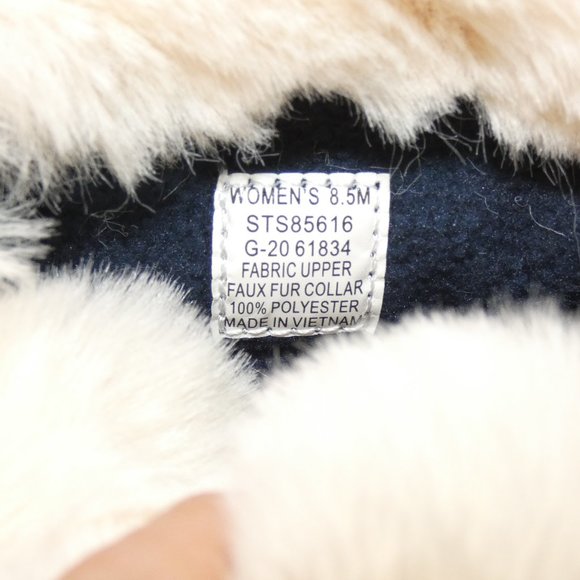 WOMEN'S 8.5M
STS85616
G-20 61834
FABRIC UPPER
FAUX FUR COLLAR
100% POLYESTER
MADE IN VIETNAM